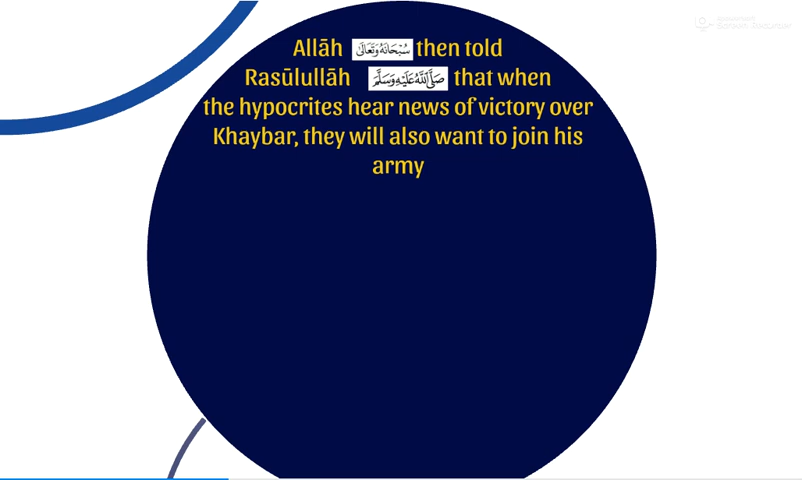 Allāh سُبْحَانَهُ وَتَعَالَىٰ then told
Rasūlullāh صَلَّى اللَّهُ عَلَيْهِ وَسَلَّمَ that when
the hypocrites hear news of victory over
Khaybar, they will also want to join his
army